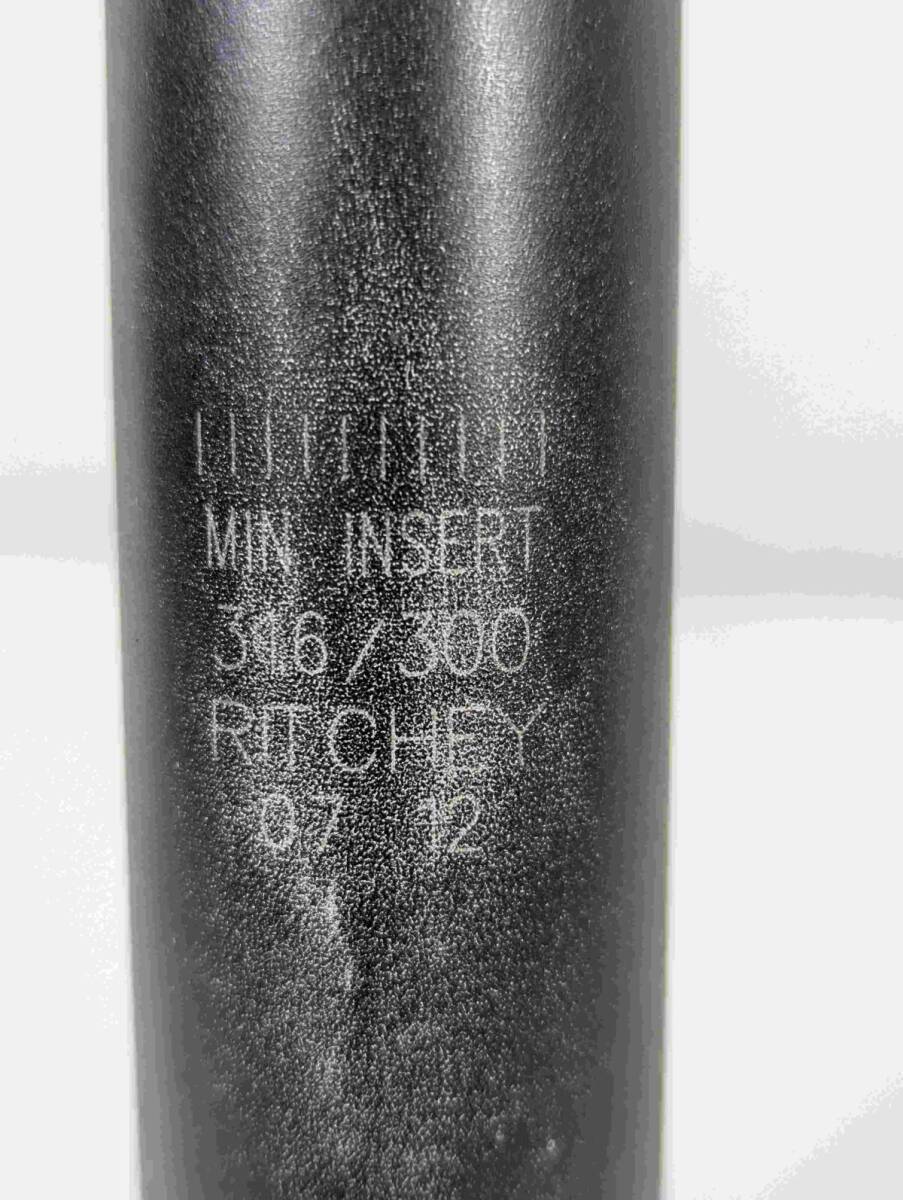 MIN INSERT
316/300
RITCHEY
07 12